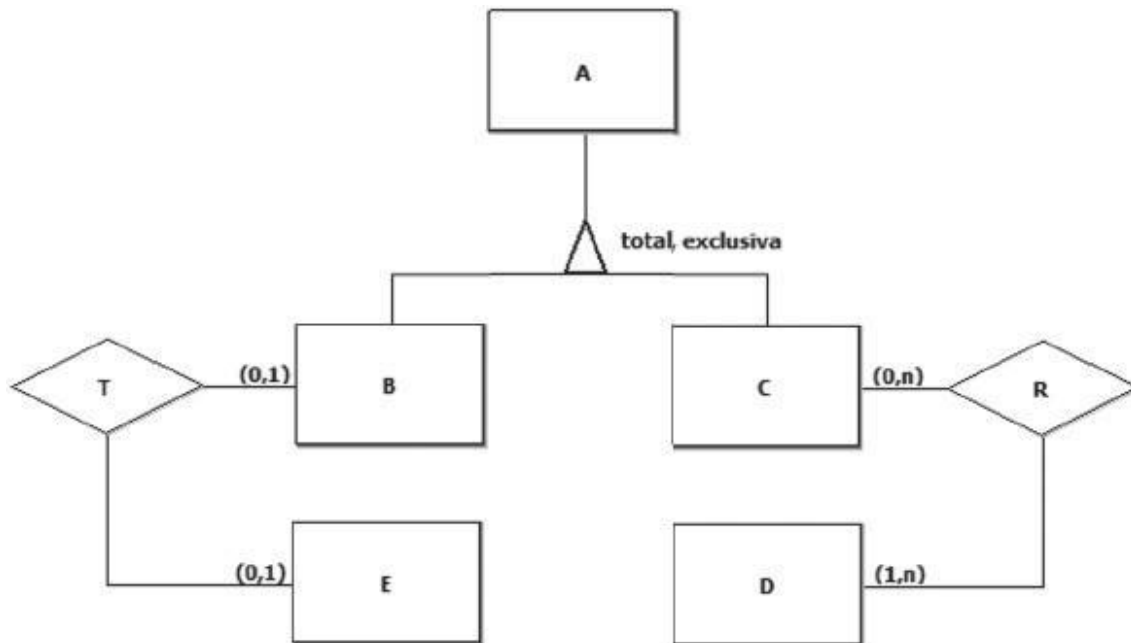 A
total, exclusiva
T
(0,1)
B
C
(0,n)
R
(0,1)
E
D
(1,n)